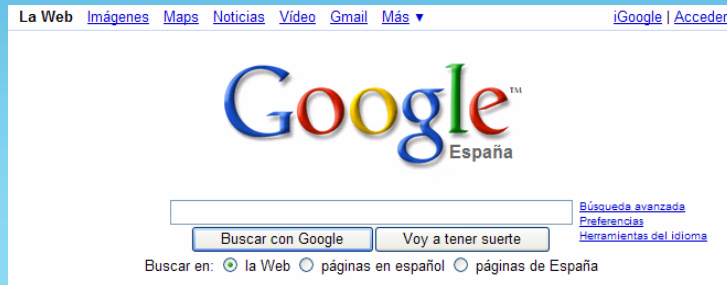 La Web Imágenes Maps Noticias Vídeo Gmail Más ▼ iGoogle | Acceder
Google™
España
Búsqueda avanzada
Preferencias
Buscar con Google Voy a tener suerte Herramientas del idioma
Buscar en: la Web páginas en español páginas de España